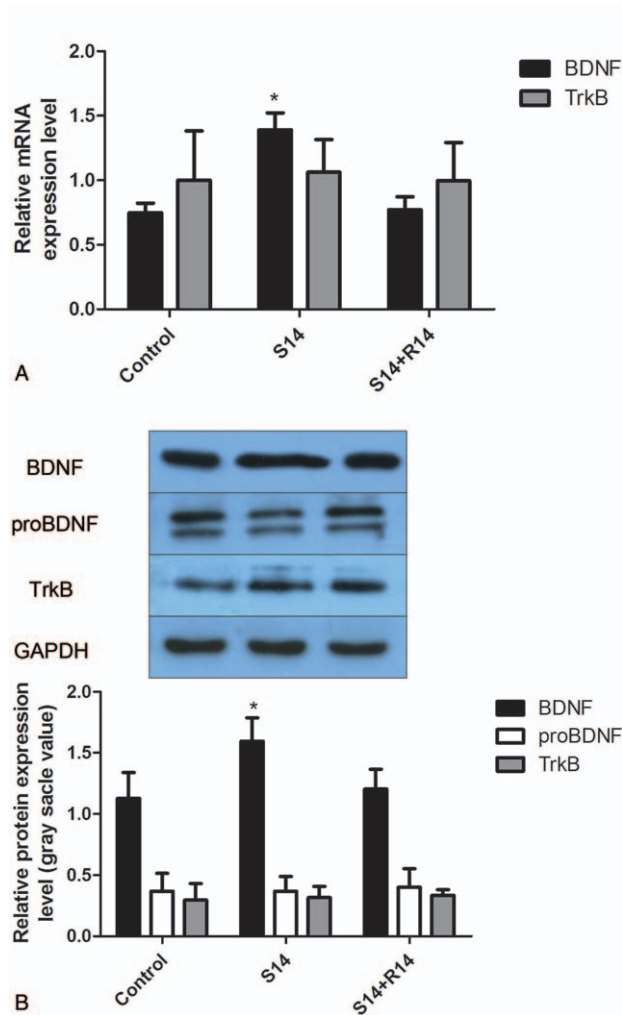 2.0
1.5
1.0
0.5
0.0
Relative mRNA
expression level
*
BDNF
TrkB
Control
S14
S14+R14
A
BDNF
proBDNF
TrkB
GAPDH
2.0
1.5
1.0
0.5
0.0
Relative protein expression
level (gray sacle value)
*
BDNF
proBDNF
TrkB
Control
S14
S14+R14
B